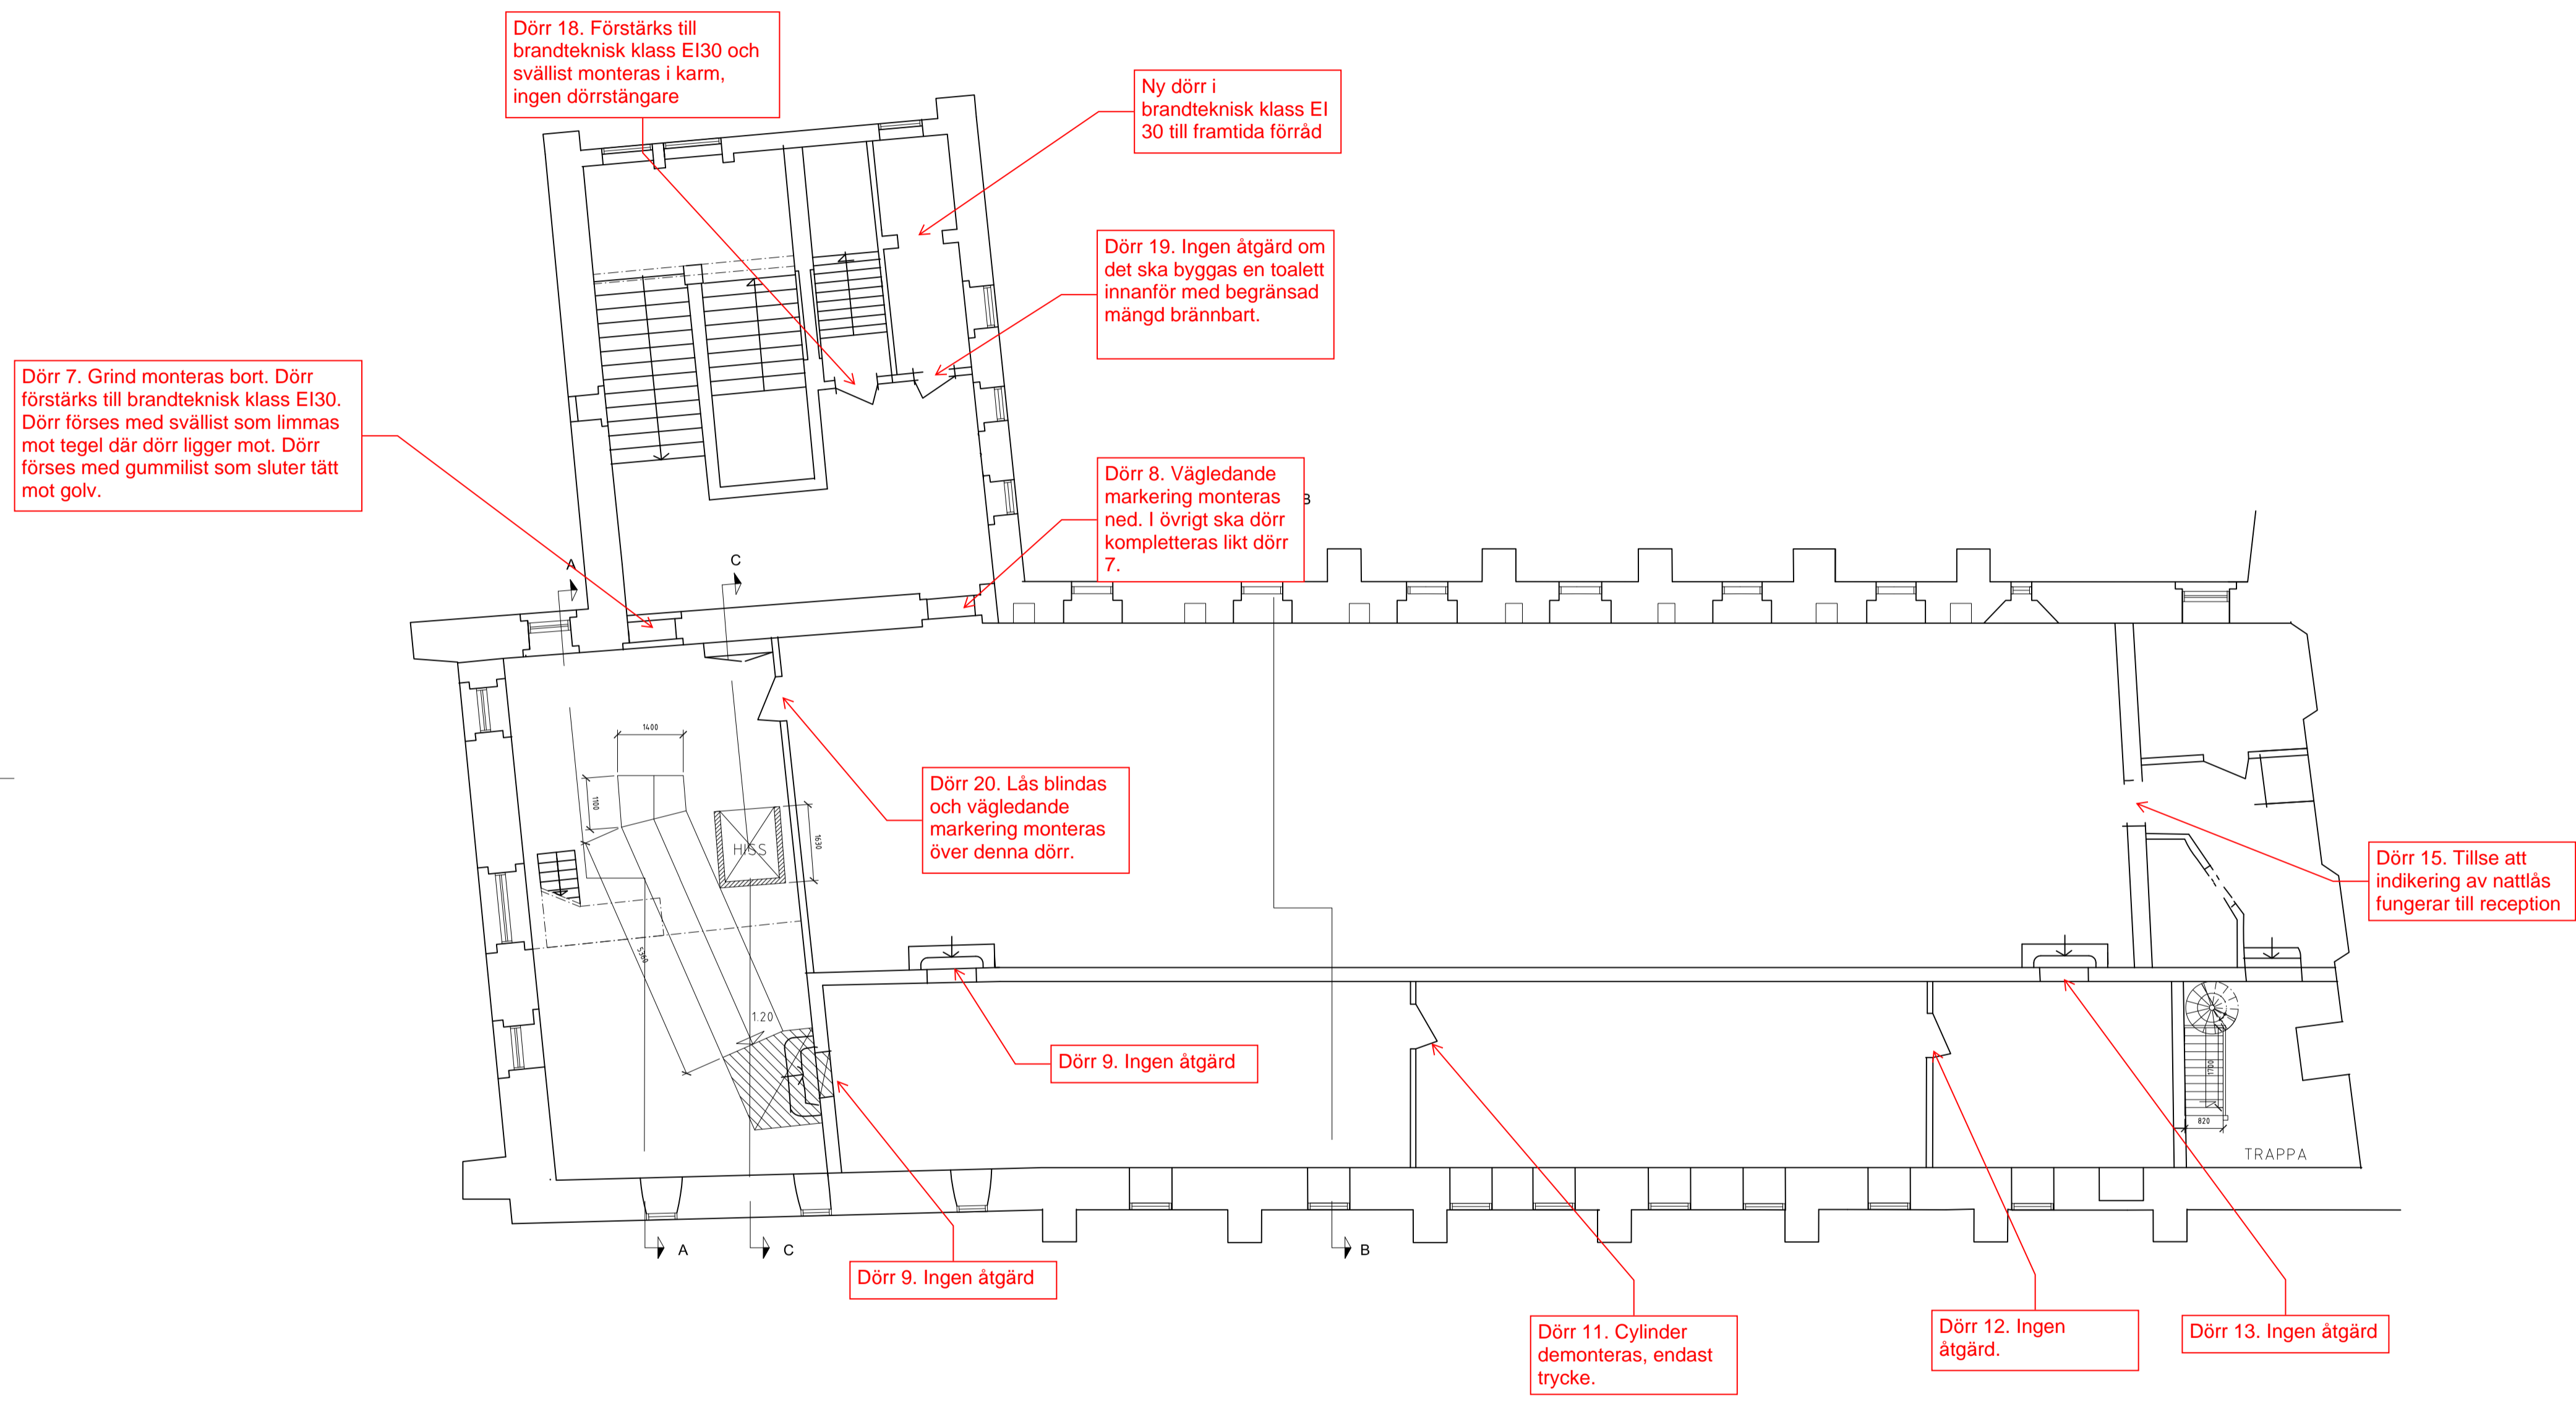 Dörr 18. Förstärks till
brandteknisk klass EI30 och
svällist monteras i karm,
ingen dörrstängare
Ny dörr i
brandteknisk klass EI
30 till framtida förråd
Dörr 19. Ingen åtgärd om
det ska byggas en toalett
innanför med begränsad
mängd brännbart.
Dörr 7. Grind monteras bort. Dörr
förstärks till brandteknisk klass EI30.
Dörr förses med svällist som limmas
mot tegel där dörr ligger mot. Dörr
förses med gummilist som sluter tätt
mot golv.
Dörr 8. Vägledande
markering monteras
ned. I övrigt ska dörr
kompletteras likt dörr
7.
B
A
C
1400
1100
HISS
1630
Dörr 20. Lås blindas
och vägledande
markering monteras
över denna dörr.
Dörr 15. Tillse att
indikering av nattlås
fungerar till reception
5360
1.20
Dörr 9. Ingen åtgärd
1700
820
TRAPPA
A
C
B
Dörr 9. Ingen åtgärd
Dörr 11. Cylinder
demonteras, endast
trycke.
Dörr 12. Ingen
åtgärd.
Dörr 13. Ingen åtgärd